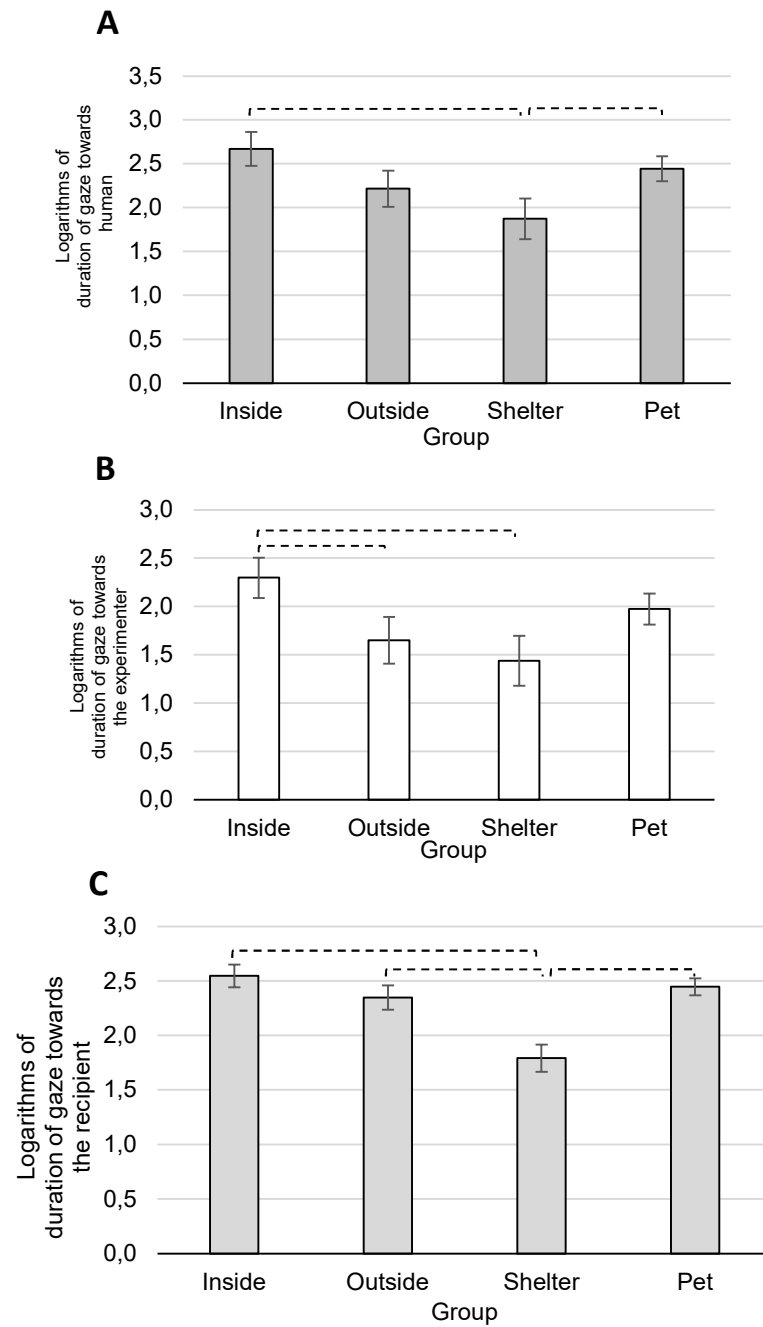 A
Logarithms of
duration of gaze towards
human
3,5
3,0
2,5
2,0
1,5
1,0
0,5
0,0
Inside Outside Shelter Pet
Group
B
Logarithms of
duration of gaze towards
the experimenter
3,0
2,5
2,0
1,5
1,0
0,5
0,0
Inside Outside Shelter Pet
Group
C
Logarithms of
duration of gaze towards
the recipient
3,0
2,5
2,0
1,5
1,0
0,5
0,0
Inside Outside Shelter Pet
Group